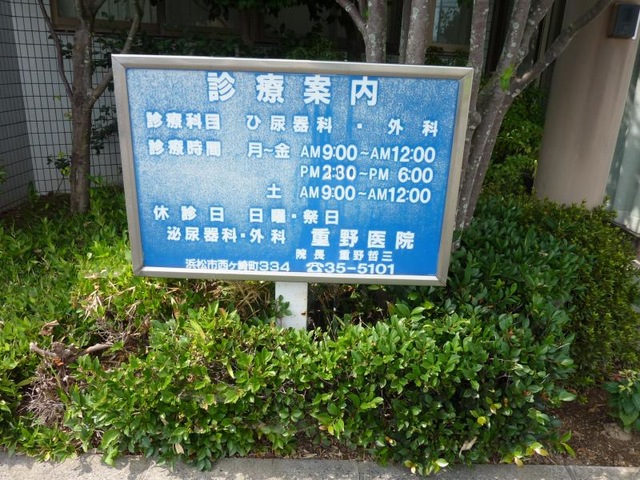 診療案内
診療科目 ひ尿器科・外科
診療時間 月~金 AM9:00~AM12:00
PM2:30~PM 6:00
土 AM9:00~AM12:00
休診日 日曜・祭日
泌尿器科・外科 重野医院
院長 重野哲三
浜松市西ヶ崎町334 ☎35-5101